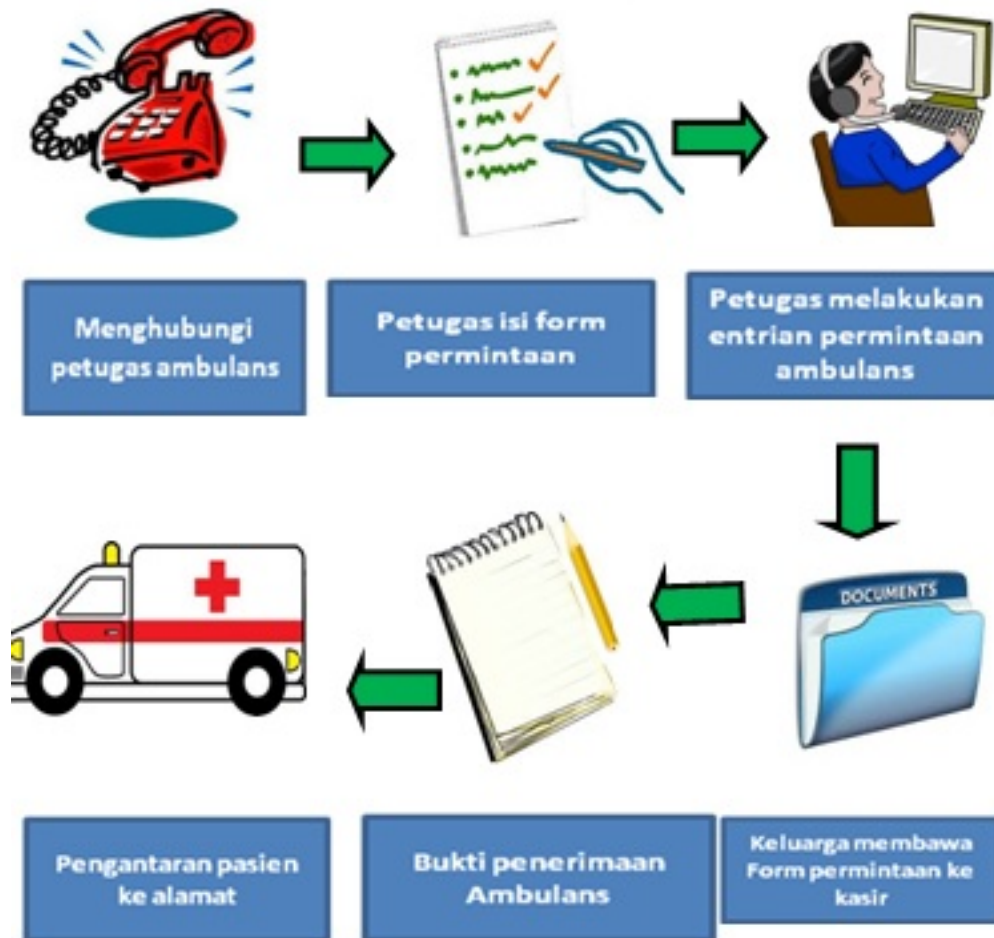 Menghubungi
petugas ambulans
Petugas isi form
permintaan
Petugas melakukan
entrian permintaan
ambulans
DOCUMENTS
Keluarga membawa
Form permintaan ke
kasir
Bukti penerimaan
Ambulans
Pengantaran pasien
ke alamat